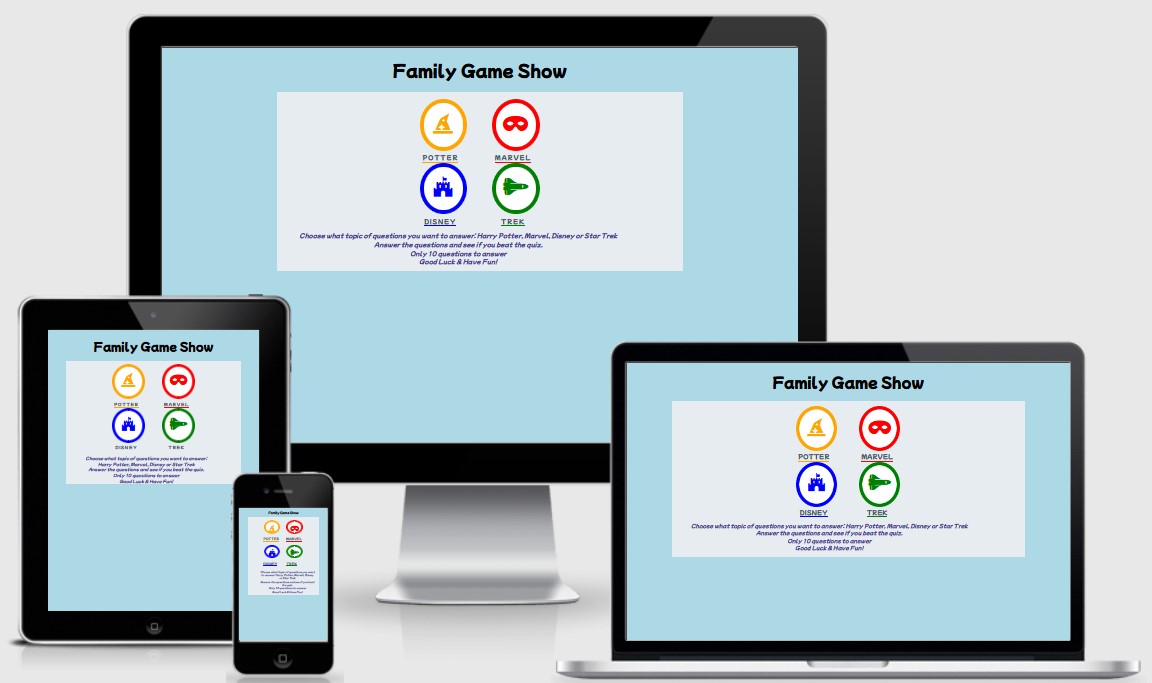 Family Game Show
POTTER MARVEL
DISNEY TREK
Choose what topic of questions you want to answer: Harry Potter, Marvel, Disney or Star Trek
Answer the questions and see if you beat the quiz.
Only 10 questions to answer
Good Luck & Have Fun!
Family Game Show
POTTER MARVEL
DISNEY TREK
Choose what topic of questions you want to answer:
Harry Potter, Marvel, Disney or Star Trek
Answer the questions and see if you beat the quiz.
Only 10 questions to answer
Good Luck & Have Fun!
Family Game Show
POTTER MARVEL
DISNEY TREK
Family Game Show
POTTER MARVEL
DISNEY TREK
Choose what topic of questions you want to answer: Harry Potter, Marvel, Disney or Star Trek
Answer the questions and see if you beat the quiz.
Only 10 questions to answer
Good Luck & Have Fun!